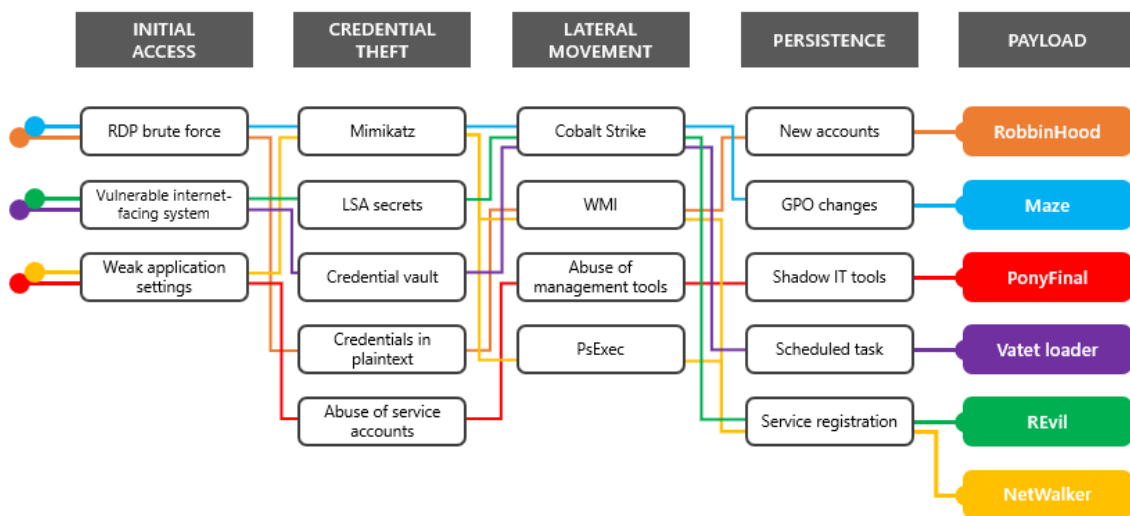 INITIAL
ACCESS
CREDENTIAL
THEFT
LATERAL
MOVEMENT
PERSISTENCE
PAYLOAD
RDP brute force
Mimikatz
Cobalt Strike
New accounts
RobbinHood
Vulnerable internet-
facing system
LSA secrets
WMI
GPO changes
Maze
Weak application
settings
Credential vault
Abuse of
management tools
Shadow IT tools
PonyFinal
Credentials in
plaintext
PsExec
Scheduled task
Vatet loader
Abuse of service
accounts
Service registration
REvil
NetWalker